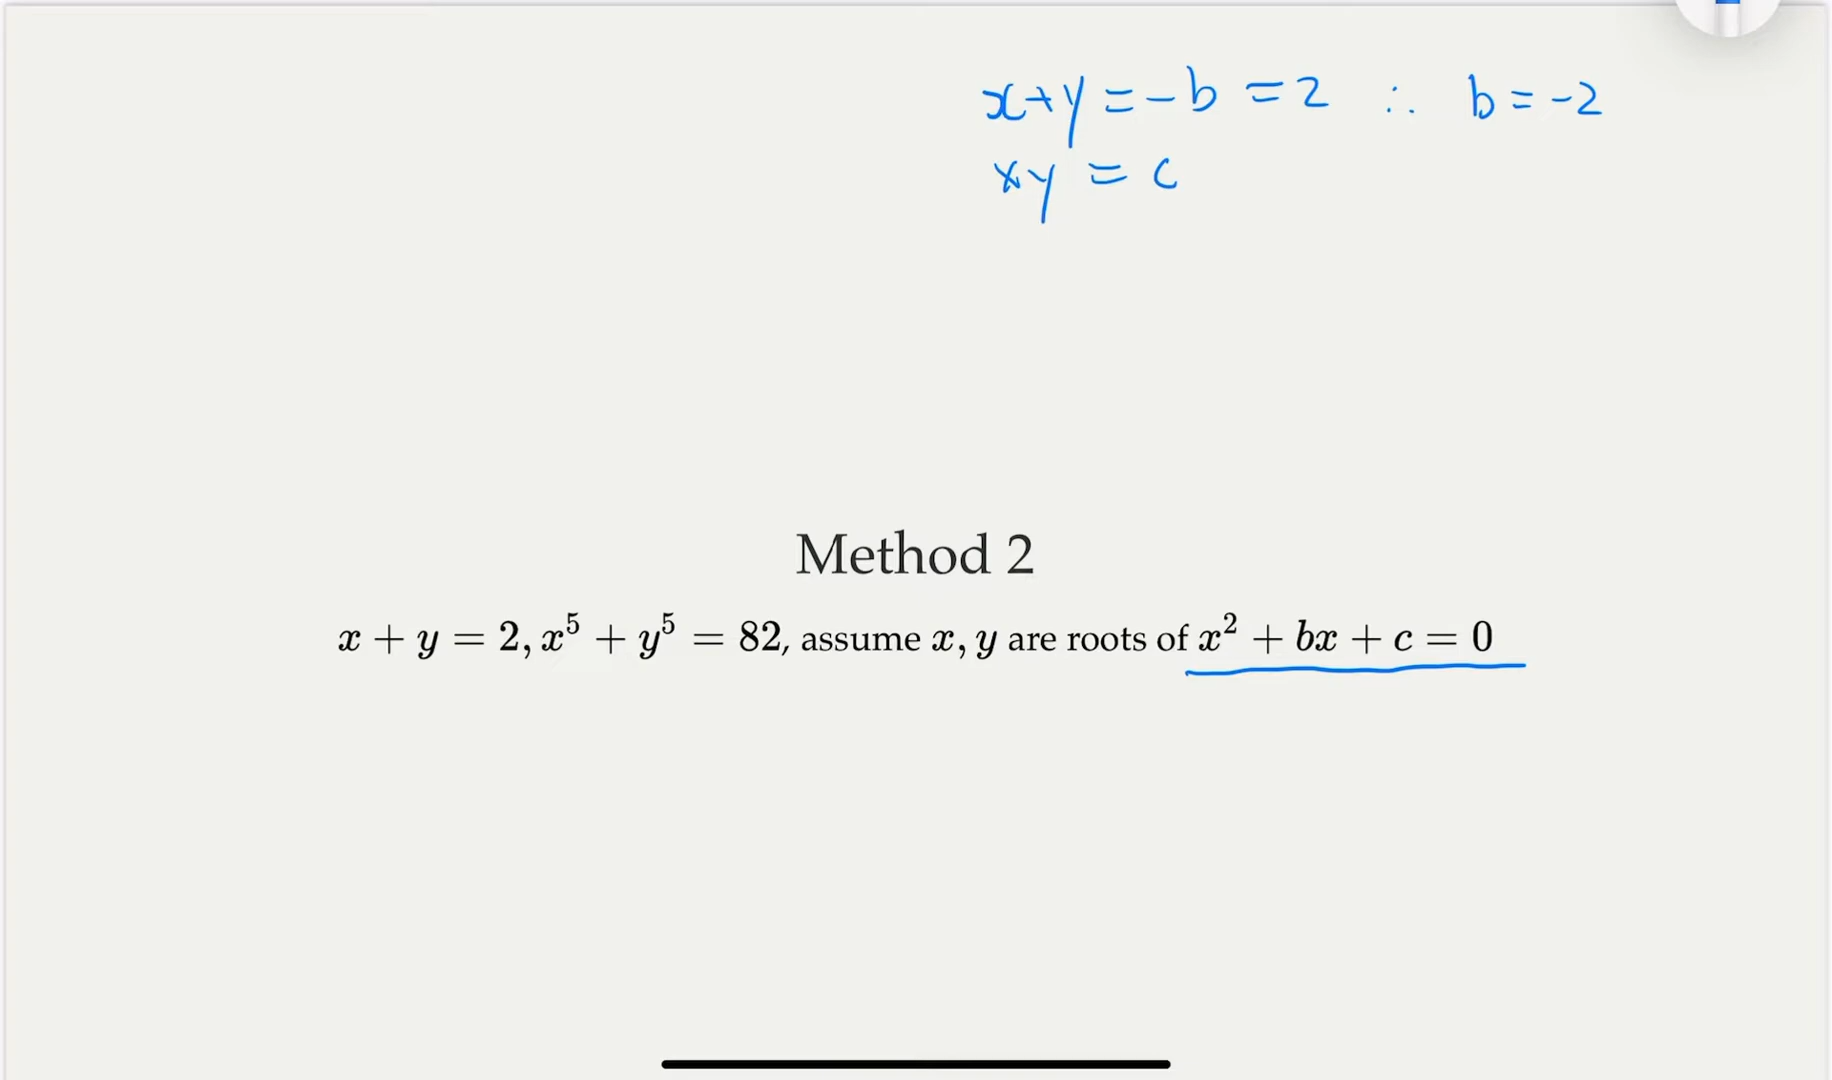 x+y = -b = 2 ∴ b = -2
xy = c
Method 2
x + y = 2, x⁵ + y⁵ = 82, assume x, y are roots of x² + bx + c = 0